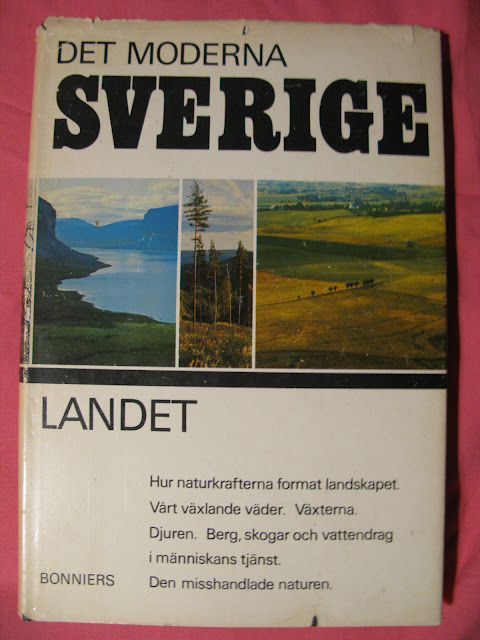 DET MODERNA
SVERIGE
LANDET
Hur naturkrafterna format landskapet.
Vårt växlande väder. Växterna.
Djuren. Berg, skogar och vattendrag
i människans tjänst.
BONNIERS Den misshandlade naturen.